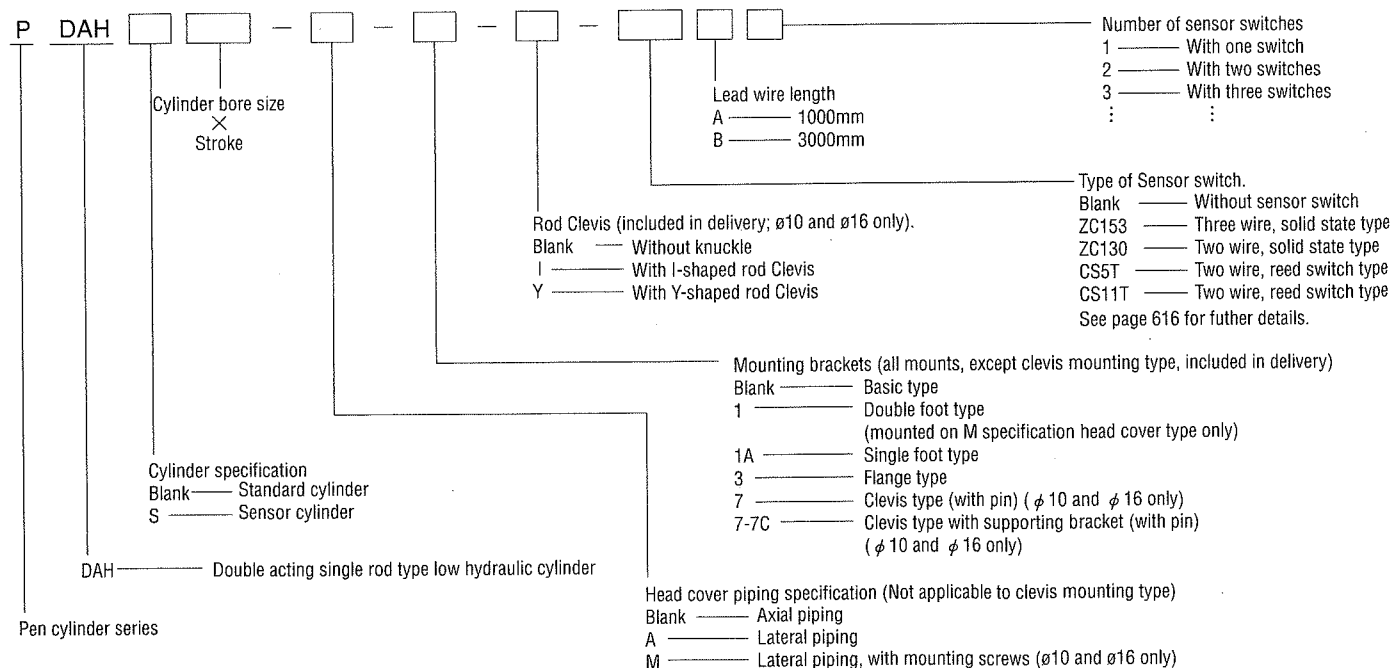 P DAH - - - -
Number of sensor switches
1 With one switch
2 With two switches
3 With three switches
⋮ ⋮
Cylinder bore size
×
Stroke
Lead wire length
A 1000mm
B 3000mm
Type of Sensor switch.
Blank Without sensor switch
ZC153 Three wire, solid state type
ZC130 Two wire, solid state type
CS5T Two wire, reed switch type
CS11T Two wire, reed switch type
See page 616 for futher details.
Rod Clevis (included in delivery; ø10 and ø16 only).
Blank Without knuckle
I With I-shaped rod Clevis
Y With Y-shaped rod Clevis
Mounting brackets (all mounts, except clevis mounting type, included in delivery)
Blank Basic type
1 Double foot type
(mounted on M specification head cover type only)
1A Single foot type
3 Flange type
7 Clevis type (with pin) ( ϕ 10 and ϕ 16 only)
7-7C Clevis type with supporting bracket (with pin)
( ϕ 10 and ϕ 16 only)
Cylinder specification
Blank Standard cylinder
S Sensor cylinder
DAH Double acting single rod type low hydraulic cylinder
Head cover piping specification (Not applicable to clevis mounting type)
Blank Axial piping
A Lateral piping
M Lateral piping, with mounting screws (ø10 and ø16 only)
Pen cylinder series